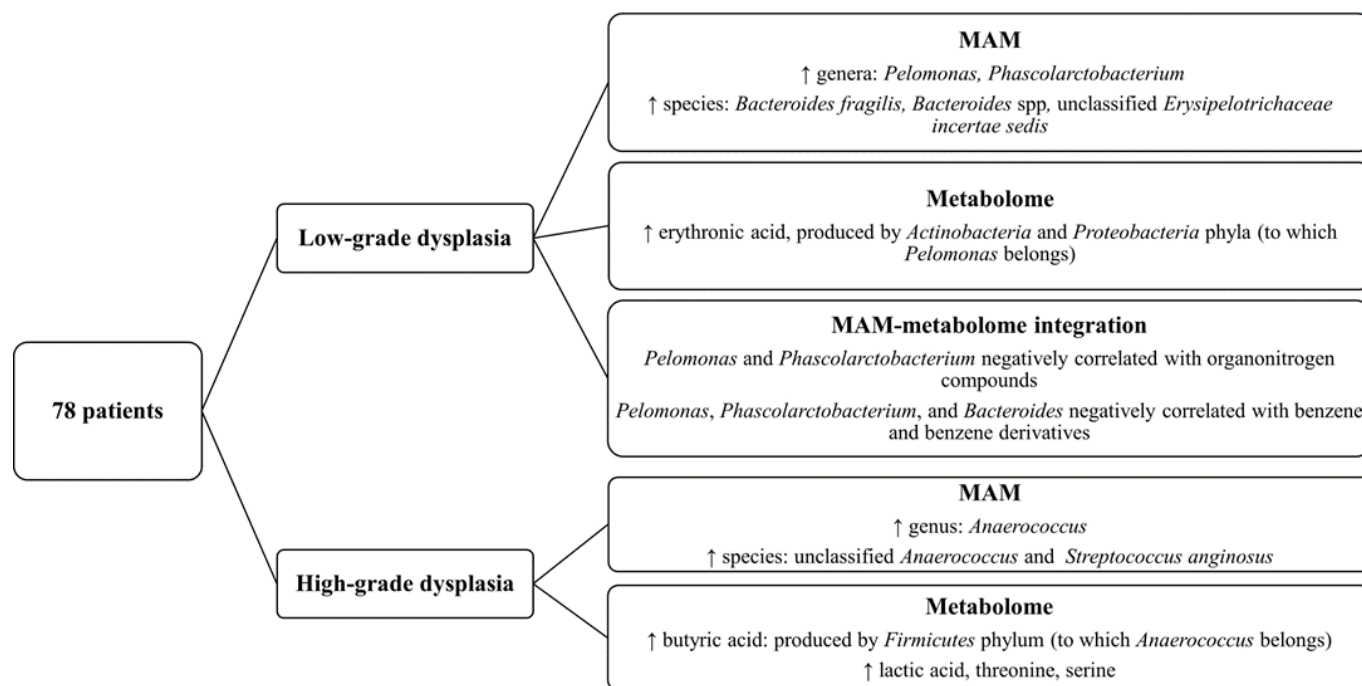 MAM
↑ genera: Pelomonas, Phascolarctobacterium
↑ species: Bacteroides fragilis, Bacteroides spp, unclassified Erysipelotrichaceae
incertae sedis
Metabolome
↑ erythronic acid, produced by Actinobacteria and Proteobacteria phyla (to which
Pelomonas belongs)
Low-grade dysplasia
MAM-metabolome integration
Pelomonas and Phascolarctobacterium negatively correlated with organonitrogen
compounds
Pelomonas, Phascolarctobacterium, and Bacteroides negatively correlated with benzene
and benzene derivatives
78 patients
MAM
↑ genus: Anaerococcus
↑ species: unclassified Anaerococcus and Streptococcus anginosus
High-grade dysplasia
Metabolome
↑ butyric acid: produced by Firmicutes phylum (to which Anaerococcus belongs)
↑ lactic acid, threonine, serine